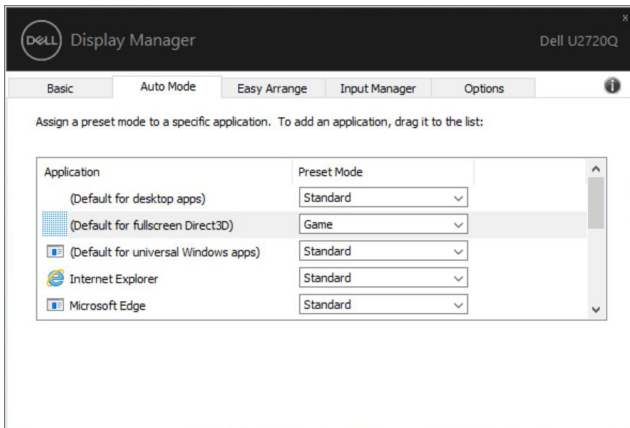 DELL Display Manager
x
Dell U2720Q
Basic Auto Mode Easy Arrange Input Manager Options
Assign a preset mode to a specific application. To add an application, drag it to the list:
Application Preset Mode
(Default for desktop apps) Standard
(Default for fullscreen Direct3D) Game
(Default for universal Windows apps) Standard
Internet Explorer Standard
Microsoft Edge Standard